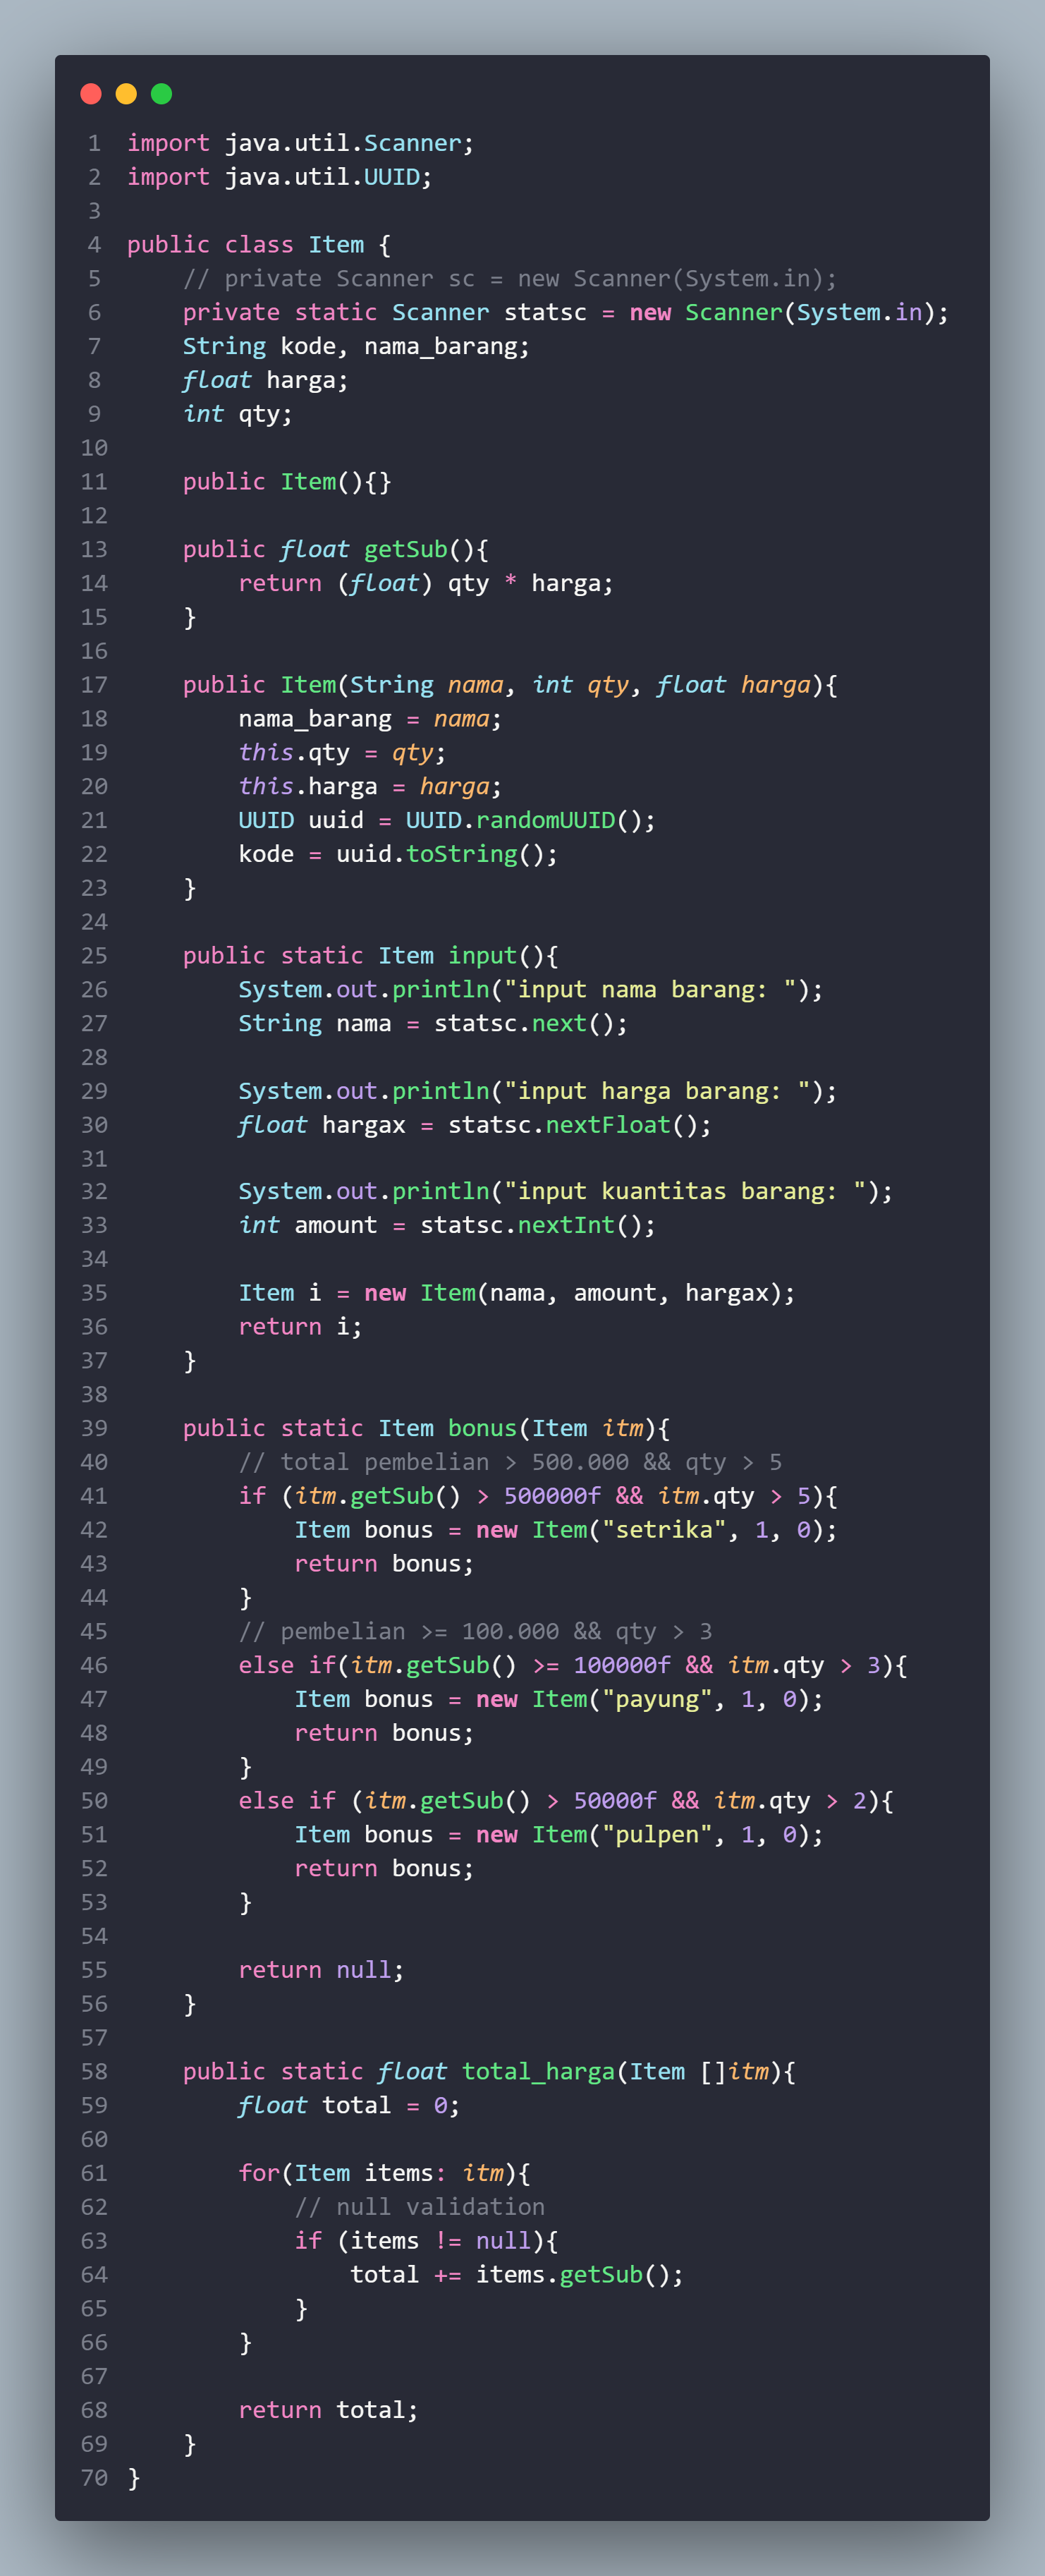 1 import java.util.Scanner;
2 import java.util.UUID;
3
4 public class Item {
5     // private Scanner sc = new Scanner(System.in);
6     private static Scanner statsc = new Scanner(System.in);
7     String kode, nama_barang;
8     float harga;
9     int qty;
10
11     public Item(){}
12
13     public float getSub(){
14         return (float) qty * harga;
15     }
16
17     public Item(String nama, int qty, float harga){
18         nama_barang = nama;
19         this.qty = qty;
20         this.harga = harga;
21         UUID uuid = UUID.randomUUID();
22         kode = uuid.toString();
23     }
24
25     public static Item input(){
26         System.out.println("input nama barang: ");
27         String nama = statsc.next();
28
29         System.out.println("input harga barang: ");
30         float hargax = statsc.nextFloat();
31
32         System.out.println("input kuantitas barang: ");
33         int amount = statsc.nextInt();
34
35         Item i = new Item(nama, amount, hargax);
36         return i;
37     }
38
39     public static Item bonus(Item itm){
40         // total pembelian > 500.000 && qty > 5
41         if (itm.getSub() > 500000f && itm.qty > 5){
42             Item bonus = new Item("setrika", 1, 0);
43             return bonus;
44         }
45         // pembelian >= 100.000 && qty > 3
46         else if(itm.getSub() >= 100000f && itm.qty > 3){
47             Item bonus = new Item("payung", 1, 0);
48             return bonus;
49         }
50         else if (itm.getSub() > 50000f && itm.qty > 2){
51             Item bonus = new Item("pulpen", 1, 0);
52             return bonus;
53         }
54
55         return null;
56     }
57
58     public static float total_harga(Item []itm){
59         float total = 0;
60
61         for(Item items: itm){
62             // null validation
63             if (items != null){
64                 total += items.getSub();
65             }
66         }
67
68         return total;
69     }
70 }